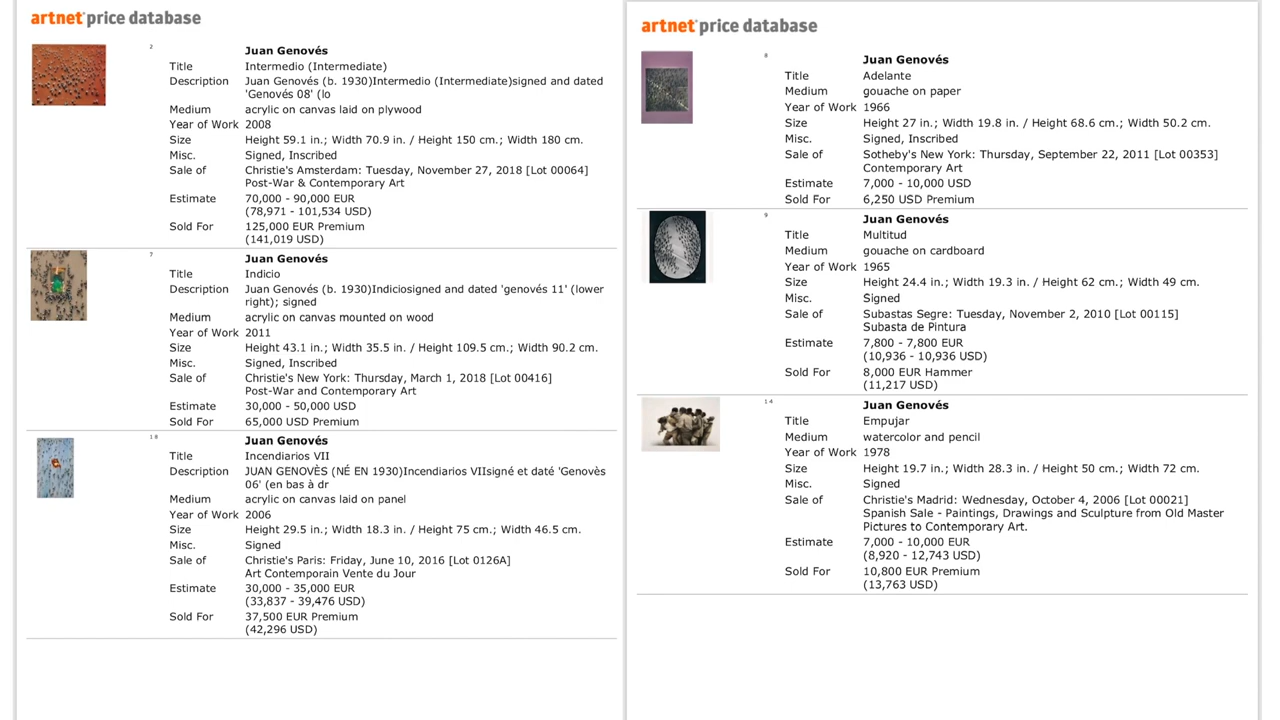 artnet® price database
2
Juan Genovés
Title Intermedio (Intermediate)
Description Juan Genovés (b. 1930)Intermedio (Intermediate)signed and dated
'Genovés 08' (lo
Medium acrylic on canvas laid on plywood
Year of Work 2008
Size Height 59.1 in.; Width 70.9 in. / Height 150 cm.; Width 180 cm.
Misc. Signed, Inscribed
Sale of Christie's Amsterdam: Tuesday, November 27, 2018 [Lot 00064]
Post-War & Contemporary Art
Estimate 70,000 - 90,000 EUR
(78,971 - 101,534 USD)
Sold For 125,000 EUR Premium
(141,019 USD)
7
Juan Genovés
Title Indicio
Description Juan Genovés (b. 1930)Indiciosigned and dated 'genovés 11' (lower
right); signed
Medium acrylic on canvas mounted on wood
Year of Work 2011
Size Height 43.1 in.; Width 35.5 in. / Height 109.5 cm.; Width 90.2 cm.
Misc. Signed, Inscribed
Sale of Christie's New York: Thursday, March 1, 2018 [Lot 00416]
Post-War and Contemporary Art
Estimate 30,000 - 50,000 USD
Sold For 65,000 USD Premium
18
Juan Genovés
Title Incendiarios VII
Description JUAN GENOVÈS (NÉ EN 1930)Incendiarios VIIsigné et daté 'Genovès
06' (en bas à dr
Medium acrylic on canvas laid on panel
Year of Work 2006
Size Height 29.5 in.; Width 18.3 in. / Height 75 cm.; Width 46.5 cm.
Misc. Signed
Sale of Christie's Paris: Friday, June 10, 2016 [Lot 0126A]
Art Contemporain Vente du Jour
Estimate 30,000 - 35,000 EUR
(33,837 - 39,476 USD)
Sold For 37,500 EUR Premium
(42,296 USD)
artnet® price database
8
Juan Genovés
Title Adelante
Medium gouache on paper
Year of Work 1966
Size Height 27 in.; Width 19.8 in. / Height 68.6 cm.; Width 50.2 cm.
Misc. Signed, Inscribed
Sale of Sotheby's New York: Thursday, September 22, 2011 [Lot 00353]
Contemporary Art
Estimate 7,000 - 10,000 USD
Sold For 6,250 USD Premium
9
Juan Genovés
Title Multitud
Medium gouache on cardboard
Year of Work 1965
Size Height 24.4 in.; Width 19.3 in. / Height 62 cm.; Width 49 cm.
Misc. Signed
Sale of Subastas Segre: Tuesday, November 2, 2010 [Lot 00115]
Subasta de Pintura
Estimate 7,800 - 7,800 EUR
(10,936 - 10,936 USD)
Sold For 8,000 EUR Hammer
(11,217 USD)
14
Juan Genovés
Title Empujar
Medium watercolor and pencil
Year of Work 1978
Size Height 19.7 in.; Width 28.3 in. / Height 50 cm.; Width 72 cm.
Misc. Signed
Sale of Christie's Madrid: Wednesday, October 4, 2006 [Lot 00021]
Spanish Sale - Paintings, Drawings and Sculpture from Old Master
Pictures to Contemporary Art.
Estimate 7,000 - 10,000 EUR
(8,920 - 12,743 USD)
Sold For 10,800 EUR Premium
(13,763 USD)